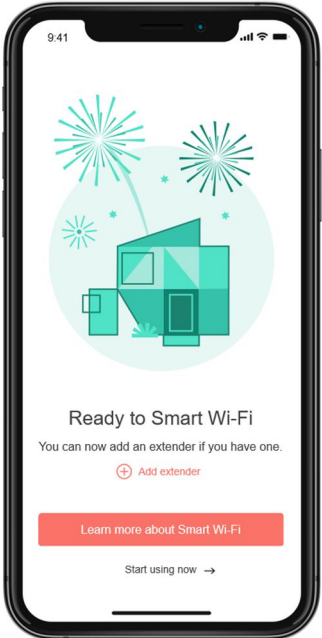 9:41
Ready to Smart Wi-Fi
You can now add an extender if you have one.
Add extender
Learn more about Smart Wi-Fi
Start using now →